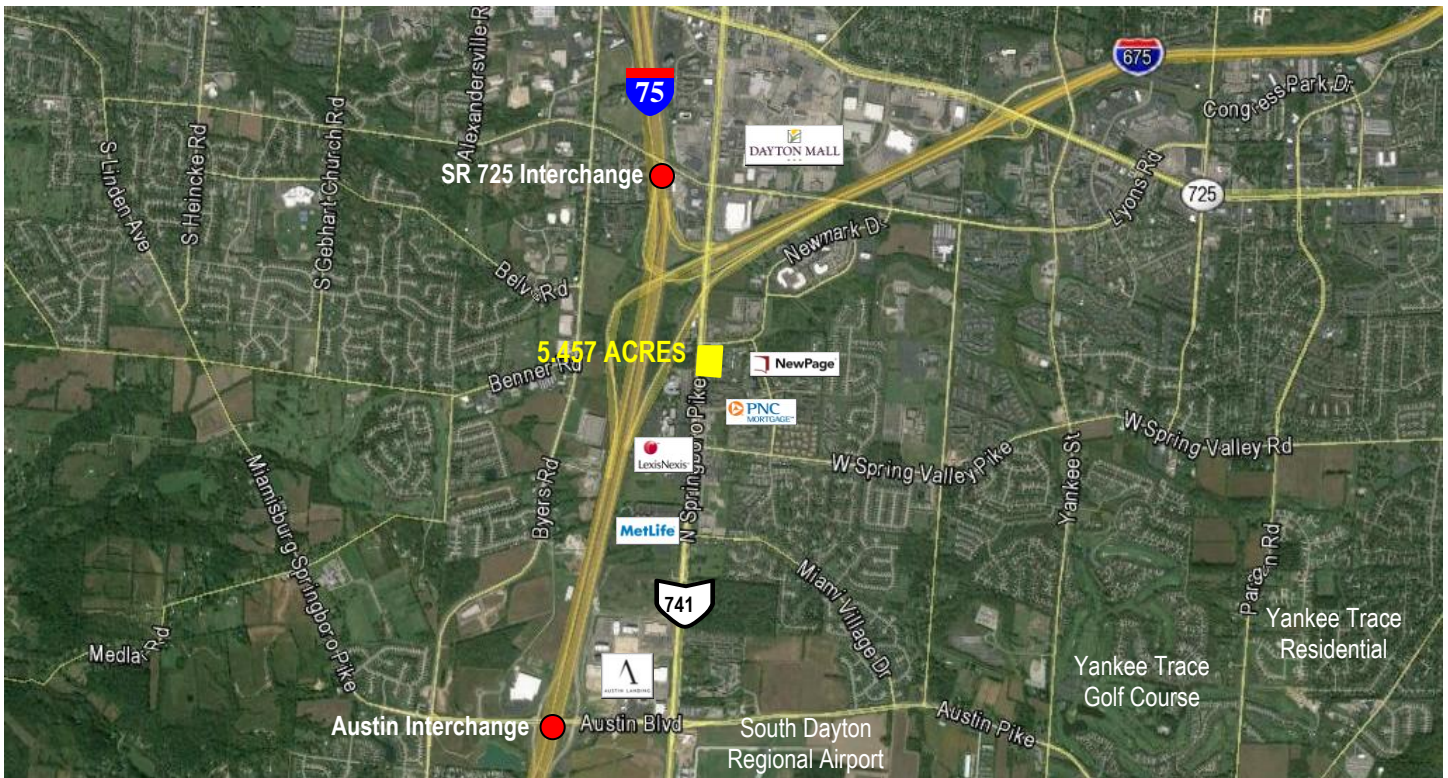 75
675
Congress Park Dr
Alexandersville R
S Gebhart Church Rd
S Heincke Rd
S Linden Ave
SR 725 Interchange
DAYTON MALL
Lyons Rd
725
Newmark D
Belv Rd
5.457 ACRES
NewPage
Benner Rd
PNC
MORTGAGE
N Springboro Pike
W Spring Valley Rd
LexisNexis
W Spring Valley Pike
Yankee St
Byers Rd
MetLife
Miamisburg-Springboro Pike
Miami Village Dr
741
Rd
Yankee Trace
Residential
Medla Rd
Yankee Trace
Golf Course
AUSTIN LANDING
Austin Interchange
Austin Blvd
South Dayton
Regional Airport
Austin Pike